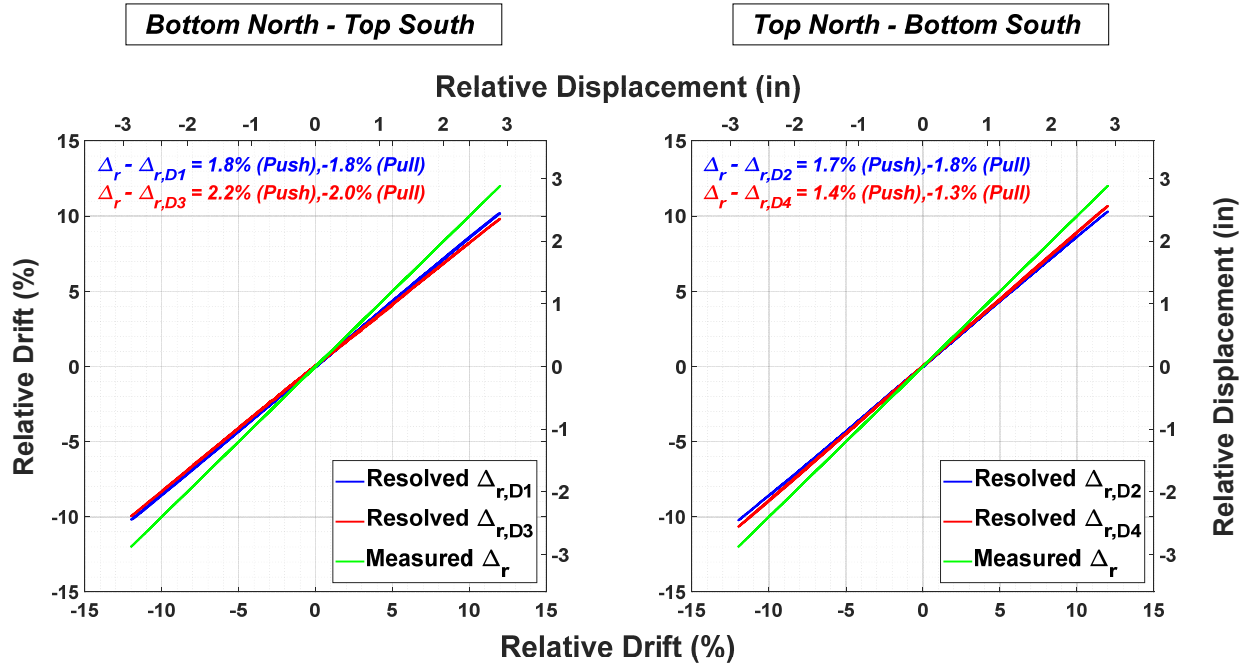 Bottom North - Top South
Top North - Bottom South
Relative Displacement (in)
-3 -2 -1 0 1 2 3
-3 -2 -1 0 1 2 3
Δr - Δr,D1 = 1.8% (Push),-1.8% (Pull)
Δr - Δr,D3 = 2.2% (Push),-2.0% (Pull)
Δr - Δr,D2 = 1.7% (Push),-1.8% (Pull)
Δr - Δr,D4 = 1.4% (Push),-1.3% (Pull)
Relative Drift (%)
15
10
5
0
-5
-10
-15
3
2
1
0
-1
-2
-3
15
10
5
0
-5
-10
-15
3
2
1
0
-1
-2
-3
Relative Displacement (in)
Resolved Δr,D1
Resolved Δr,D3
Measured Δr
Resolved Δr,D2
Resolved Δr,D4
Measured Δr
-15 -10 -5 0 5 10 15
-15 -10 -5 0 5 10 15
Relative Drift (%)